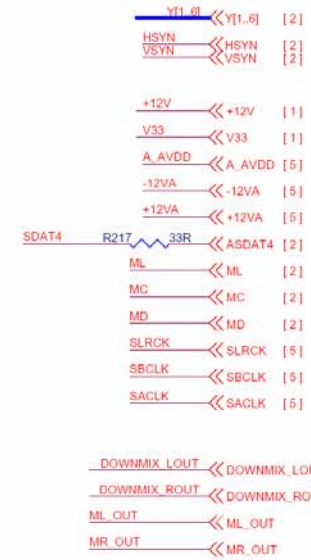 Y[1..6] Y[1..6] [2]
HSYN HSYN [2]
VSYN VSYN [2]
+12V +12V [1]
V33 V33 [1]
A_AVDD A_AVDD [5]
-12VA -12VA [5]
+12VA +12VA [5]
SDAT4 R217 33R ASDAT4 [2]
ML ML [2]
MC MC [2]
MD MD [2]
SLRCK SLRCK [5]
SBCLK SBCLK [5]
SACLK SACLK [5]
DOWNMIX_LOUT DOWNMIX_LOU
DOWNMIX_ROUT DOWNMIX_RO
ML_OUT ML_OUT
MR_OUT MR_OUT